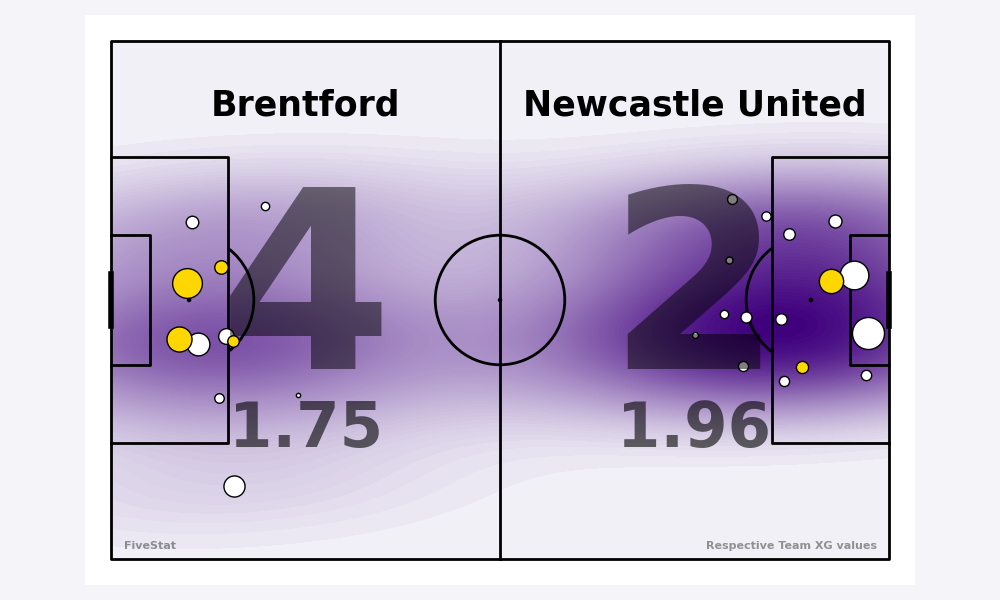 Brentford
Newcastle United
4
2
1.75
1.96
FiveStat
Respective Team XG values